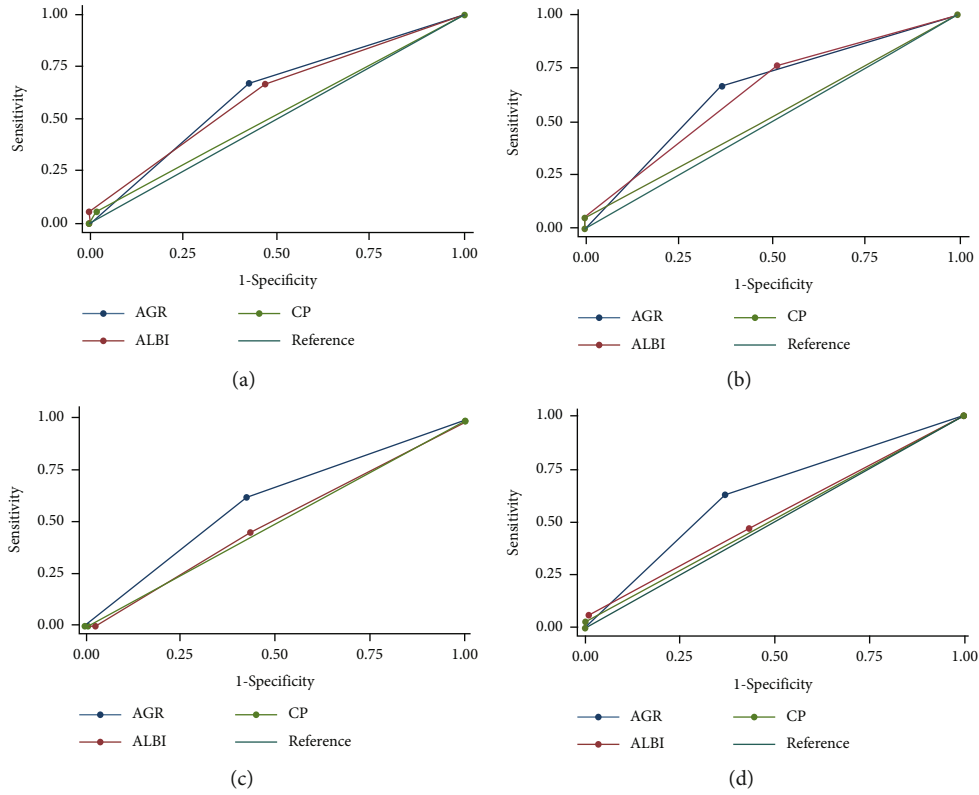 1.00
0.75
0.50
0.25
0.00
Sensitivity
0.00 0.25 0.50 0.75 1.00
1-Specificity
AGR CP
ALBI Reference
(a)
1.00
0.75
0.50
0.25
0.00
Sensitivity
0.00 0.25 0.50 0.75 1.00
1-Specificity
AGR CP
ALBI Reference
(b)
1.00
0.75
0.50
0.25
0.00
Sensitivity
0.00 0.25 0.50 0.75 1.00
1-Specificity
AGR CP
ALBI Reference
(c)
1.00
0.75
0.50
0.25
0.00
Sensitivity
0.00 0.25 0.50 0.75 1.00
1-Specificity
AGR CP
ALBI Reference
(d)